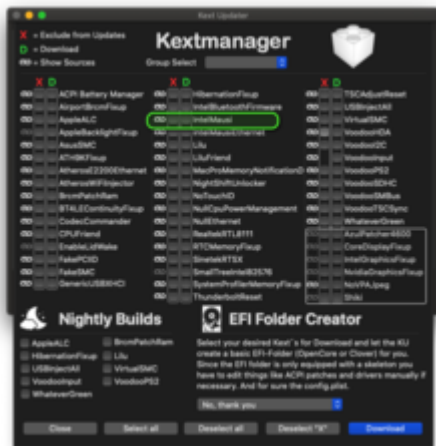 Kext Updater
X = Exclude from Updates
D = Download
= Show Sources
Kextmanager
Group Select
X D
X D
X D
ACPI Battery Manager
AirportBrcmFixup
AppleALC
AppleBacklightFixup
AsusSMC
ATH9KFixup
AtherosE2200Ethernet
AtherosWiFiInjector
BrcmPatchRam
BT4LEContinuityFixup
CodecCommander
CPUFriend
EnableLidWake
FakePCIID
FakeSMC
GenericUSBXHCI
HibernationFixup
IntelBluetoothFirmware
IntelMausi
IntelMausiEthernet
Lilu
LiluFriend
MacProMemoryNotificationD
NightShiftUnlocker
NoTouchID
NullCpuPowerManagement
NullEthernet
RealtekRTL8111
RTCMemoryFixup
SinetekRTSX
SmallTreeIntel82576
SystemProfilerMemoryFixup
ThunderboltReset
TSCAdjustReset
USBInjectAll
VirtualSMC
VoodooHDA
VoodooI2C
VoodooInput
VoodooPS2
VoodooSDHC
VoodooSMBus
VoodooTSCSync
WhateverGreen
AzulPatcher4600
CoreDisplayFixup
IntelGraphicsFixup
NvidiaGraphicsFixup
NoVPAJpeg
Shiki
Nightly Builds
AppleALC
HibernationFixup
USBInjectAll
VoodooInput
WhateverGreen
BrcmPatchRam
Lilu
VirtualSMC
VoodooPS2
EFI Folder Creator
Select your desired Kext's for Download and let the KU
create a basic EFI-Folder (OpenCore or Clover) for you.
Since the EFI folder is only equipped with a skeleton you
have to edit things like ACPI patches and drivers manually if
necessary. And for sure the config.plist.
No, thank you
Close
Select all
Deselect all
Deselect "X"
Download